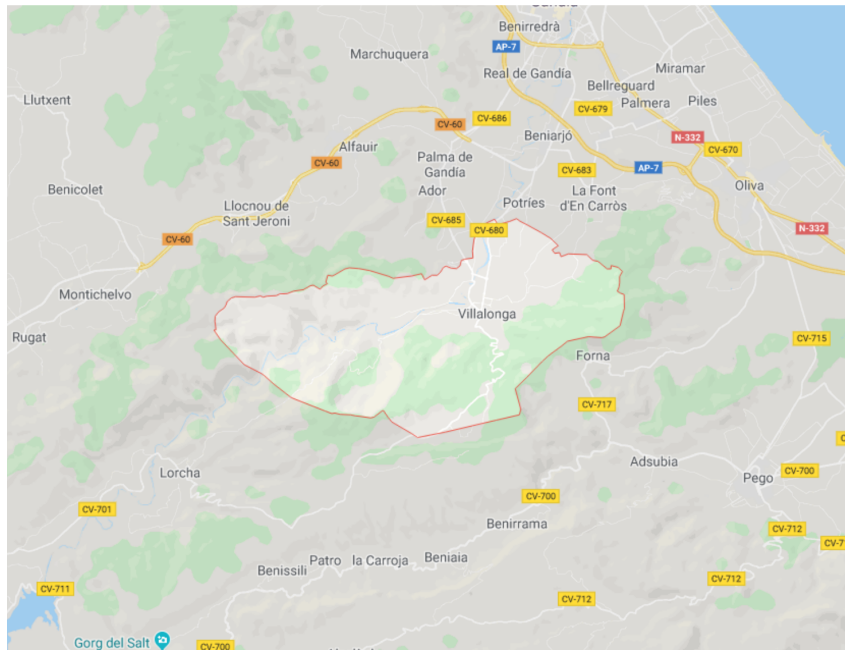 Benirredrà
AP-7
Marchuquera
Real de Gandía
Miramar
Bellreguard
Llutxent
Palmera
Piles
CV-679
CV-686
CV-60
Beniarjó
N-332
Alfauir
CV-670
Palma de
Gandía
CV-60
CV-683
AP-7
Benicolet
Ador
La Font
d'En Carròs
Oliva
Llocnou de
Sant Jeroni
Potríes
CV-685
CV-680
N-332
CV-60
Montichelvo
Villalonga
Rugat
CV-715
Forna
CV-717
Adsubia
Lorcha
CV-700
Pego
CV-700
CV-701
Benirrama
CV-712
Patro
la Carroja
Beniaia
Benissili
CV-712
CV-711
CV-712
Gorg del Salt
CV-700